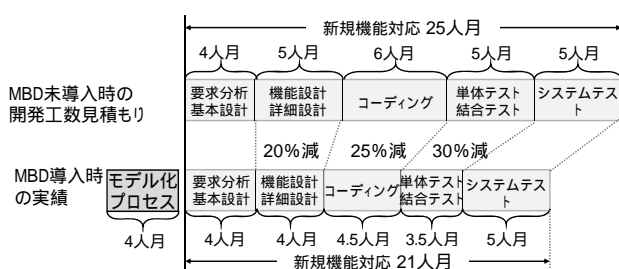 新規機能対応 25人月
4人月 5人月 6人月 5人月 5人月
MBD未導入時の
開発工数見積もり
要求分析
基本設計
機能設計
詳細設計
コーディング
単体テスト
結合テスト
システムテス
ト
20%減 25%減 30%減
MBD導入時
の実績
モデル化
プロセス
要求分析
基本設計
機能設計
詳細設計
コーディング
単体テスト
結合テスト
システムテス
ト
4人月 4人月 4人月 4.5人月 3.5人月 5人月
新規機能対応 21人月